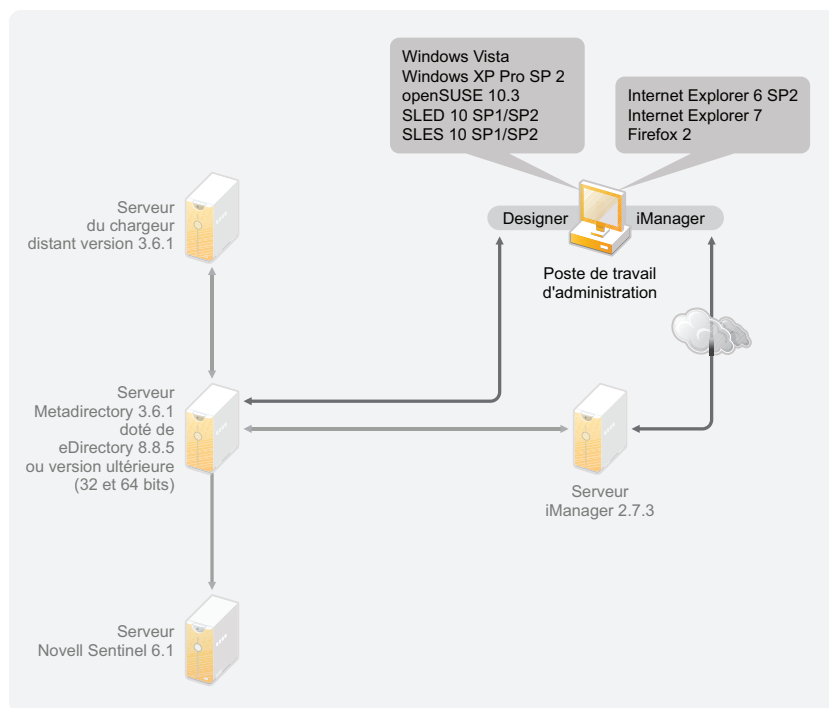 Windows Vista
Windows XP Pro SP 2
openSUSE 10.3
SLED 10 SP1/SP2
SLES 10 SP1/SP2
Internet Explorer 6 SP2
Internet Explorer 7
Firefox 2
Serveur
du chargeur
distant version 3.6.1
Designer
iManager
Poste de travail
d'administration
Serveur
Metadirectory 3.6.1
doté de
eDirectory 8.8.5
ou version ultérieure
(32 et 64 bits)
Serveur
iManager 2.7.3
Serveur
Novell Sentinel 6.1